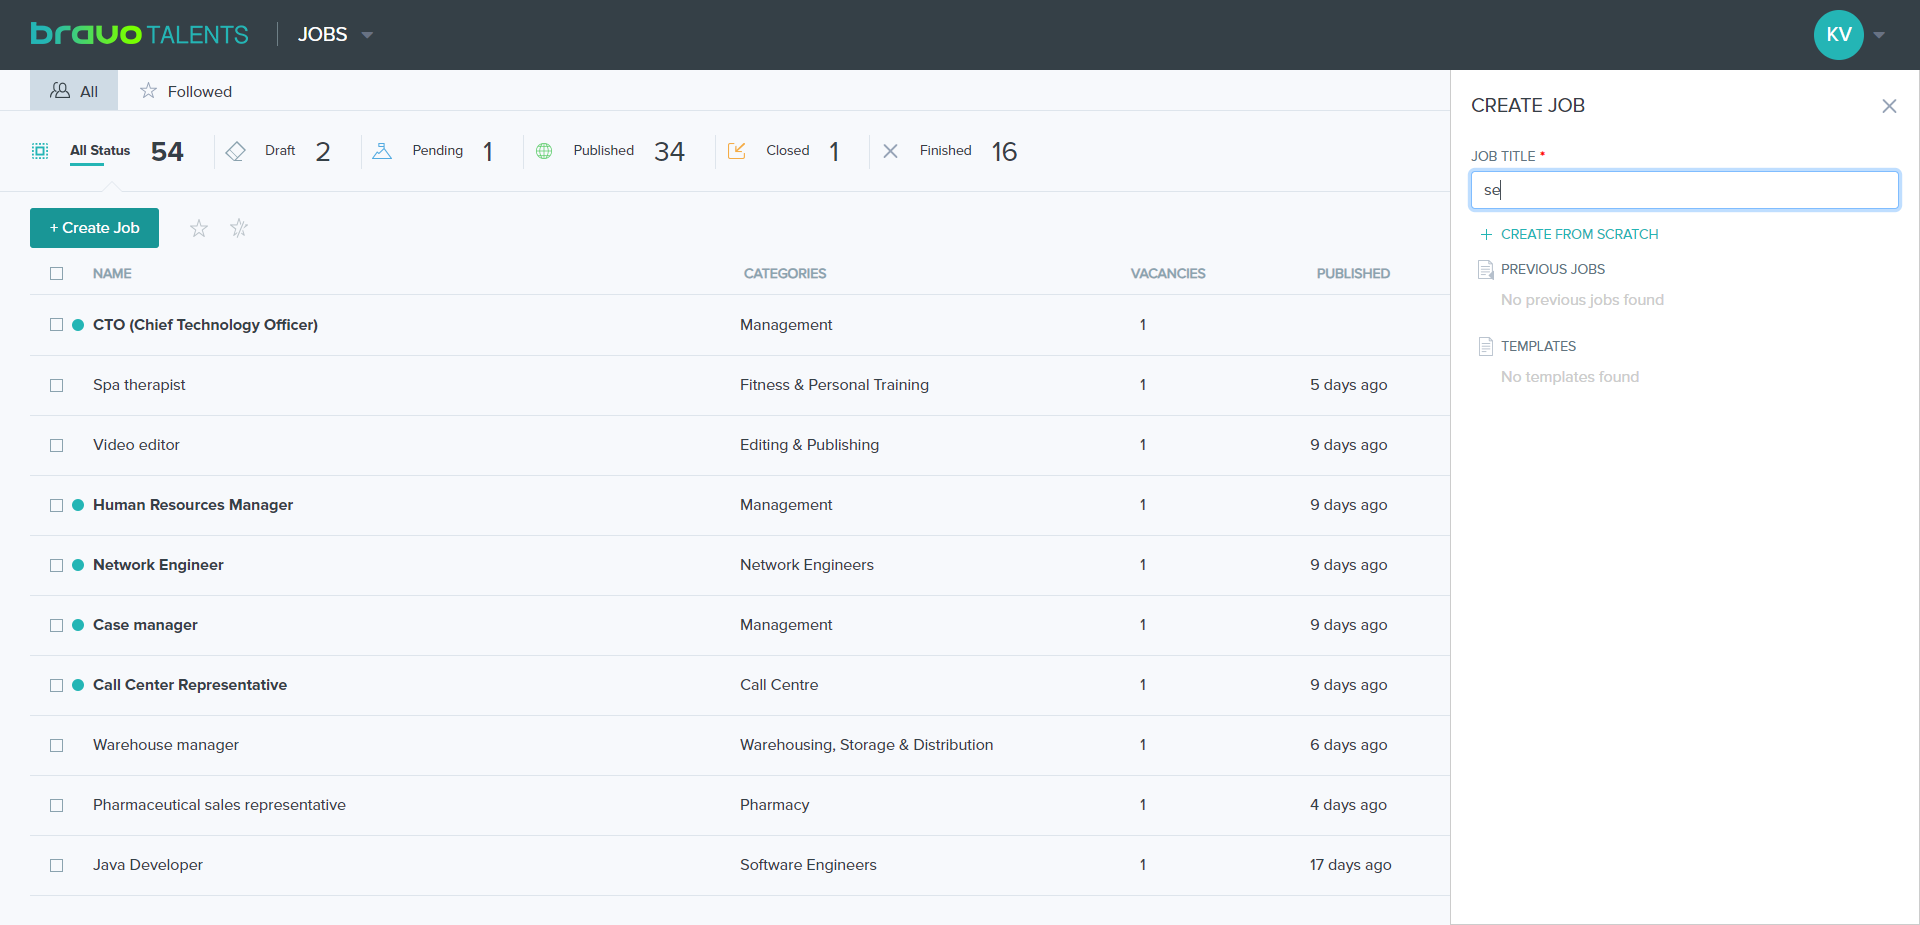 bravo TALENTS JOBS KV
All Followed
All Status 54 Draft 2 Pending 1 Published 34 Closed 1 Finished 16
+ Create Job
NAME CATEGORIES VACANCIES PUBLISHED
CTO (Chief Technology Officer) Management 1
Spa therapist Fitness & Personal Training 1 5 days ago
Video editor Editing & Publishing 1 9 days ago
Human Resources Manager Management 1 9 days ago
Network Engineer Network Engineers 1 9 days ago
Case manager Management 1 9 days ago
Call Center Representative Call Centre 1 9 days ago
Warehouse manager Warehousing, Storage & Distribution 1 6 days ago
Pharmaceutical sales representative Pharmacy 1 4 days ago
Java Developer Software Engineers 1 17 days ago
CREATE JOB
JOB TITLE *
se
+ CREATE FROM SCRATCH
PREVIOUS JOBS
No previous jobs found
TEMPLATES
No templates found